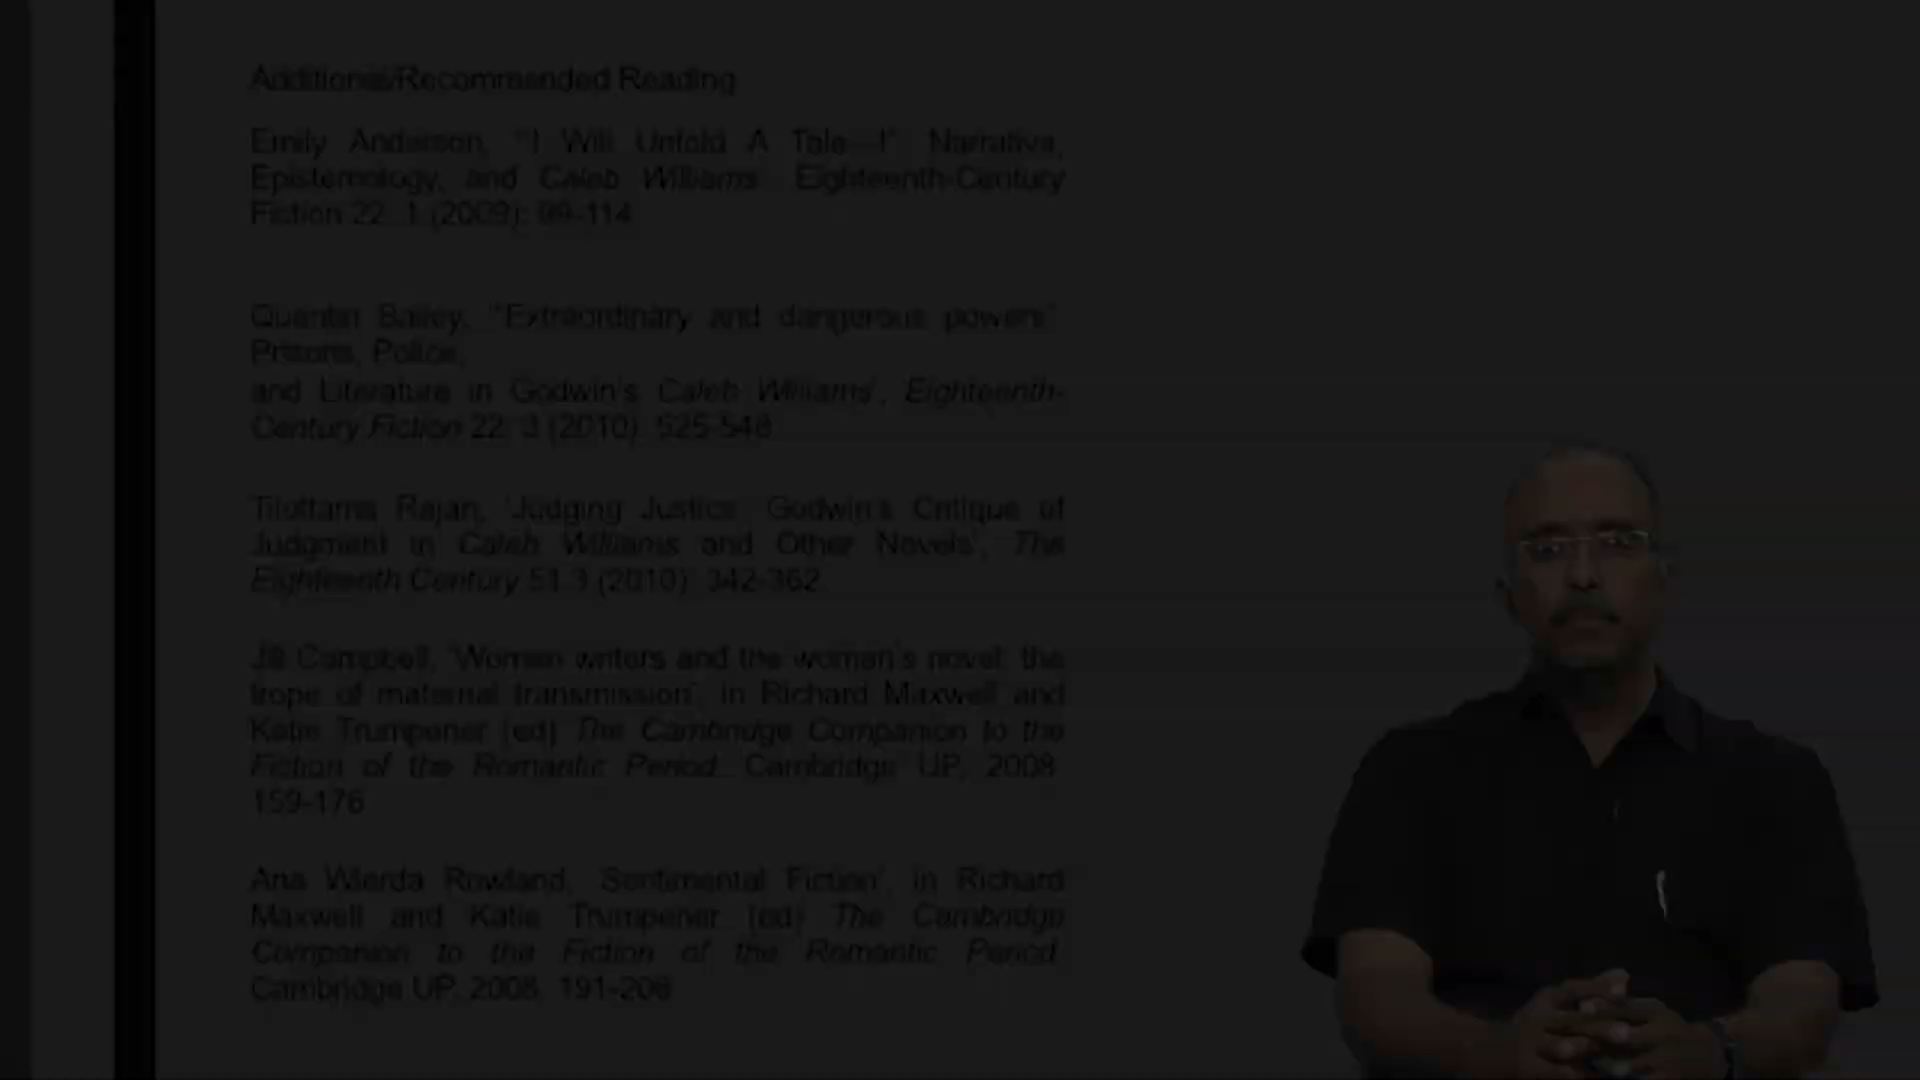 Additional/Recommended Reading
Emily Anderson, "I Will Unfold A Tale—!": Narrative,
Epistemology, and Caleb Williams', Eighteenth-Century
Fiction 22. 1 (2009): 99-114
Quentin Bailey, "Extraordinary and dangerous powers":
Prisons, Police,
and Literature in Godwin's Caleb Williams', Eighteenth-
Century Fiction 22. 3 (2010): 525-548
Tilottama Rajan, 'Judging Justice: Godwin's Critique of
Judgment in Caleb Williams and Other Novels', The
Eighteenth Century 51.3 (2010): 342-362
Jill Campbell, 'Women writers and the woman's novel: the
trope of maternal transmission', in Richard Maxwell and
Katie Trumpener (ed) The Cambridge Companion to the
Fiction of the Romantic Period. Cambridge UP, 2008.
159-176
Ana Wierda Rowland, 'Sentimental Fiction', in Richard
Maxwell and Katie Trumpener (ed) The Cambridge
Companion to the Fiction of the Romantic Period.
Cambridge UP. 2008. 191-206